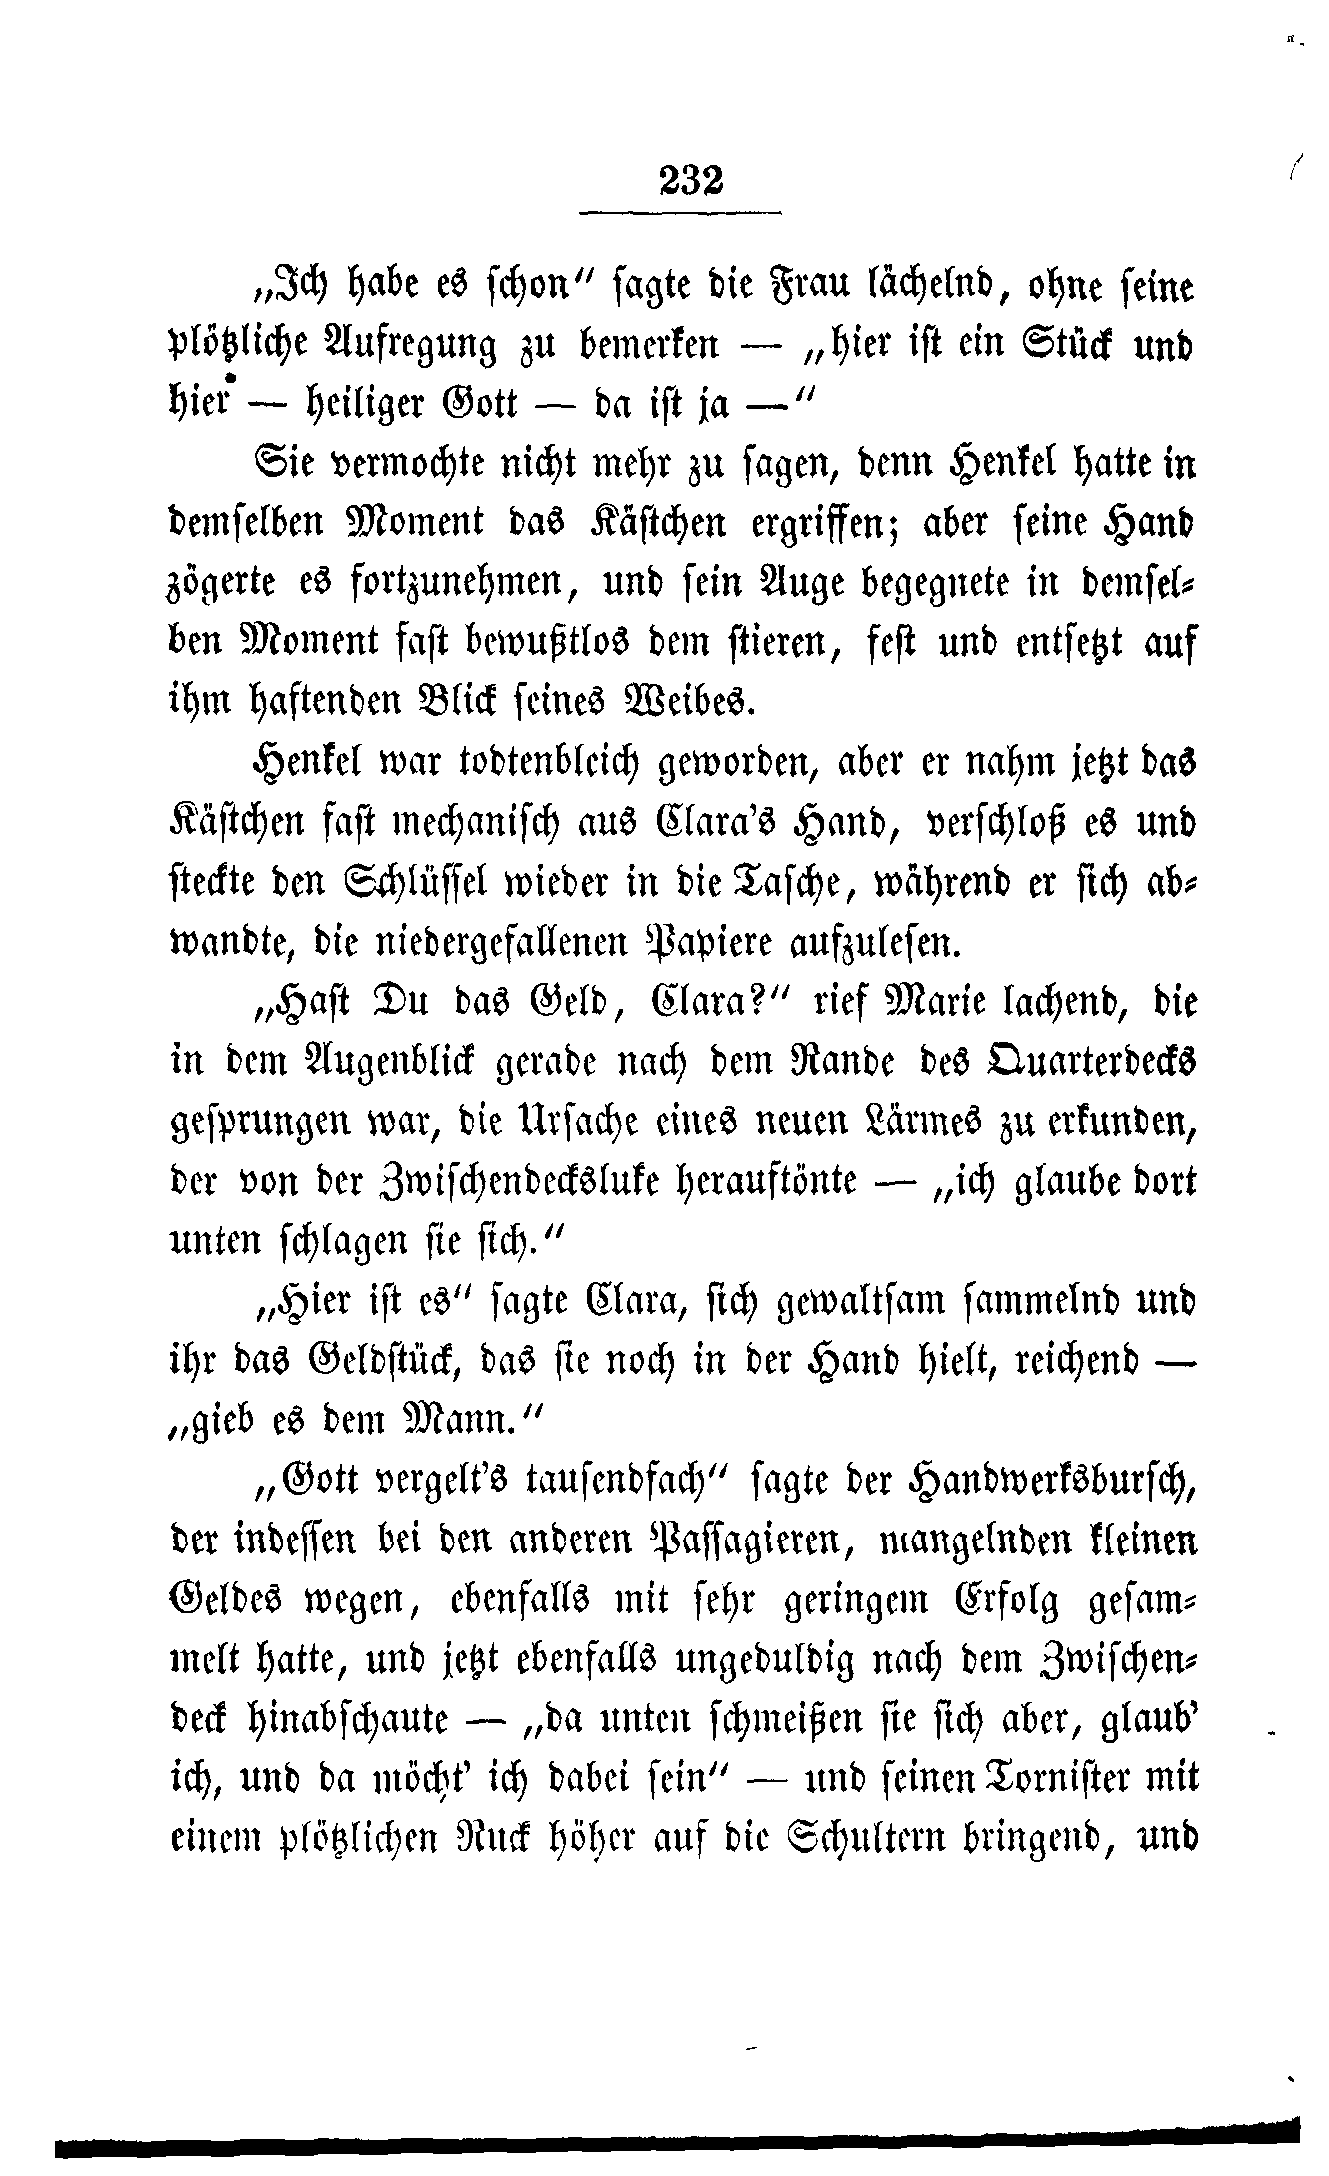 232
„Ich habe es schon" sagte die Frau lächelnd, ohne seine
plötzliche Aufregung zu bemerken — „hier ist ein Stück und
hier — heiliger Gott — da ist ja —"
Sie vermochte nicht mehr zu sagen, denn Henkel hatte in
demselben Moment das Kästchen ergriffen; aber seine Hand
zögerte es fortzunehmen, und sein Auge begegnete in demsel-
ben Moment fast bewußtlos dem stieren, fest und entsetzt auf
ihm haftenden Blick seines Weibes.
Henkel war todtenbleich geworden, aber er nahm jetzt das
Kästchen fast mechanisch aus Clara's Hand, verschloß es und
steckte den Schlüssel wieder in die Tasche, während er sich ab-
wandte, die niedergefallenen Papiere aufzulesen.
„Hast Du das Geld, Clara?" rief Marie lachend, die
in dem Augenblick gerade nach dem Rande des Quarterdecks
gesprungen war, die Ursache eines neuen Lärmes zu erkunden,
der von der Zwischendecksluke herauftönte — „ich glaube dort
unten schlagen sie sich."
„Hier ist es" sagte Clara, sich gewaltsam sammelnd und
ihr das Geldstück, das sie noch in der Hand hielt, reichend —
„gieb es dem Mann."
„Gott vergelt's tausendfach" sagte der Handwerksbursch,
der indessen bei den anderen Passagieren, mangelnden kleinen
Geldes wegen, ebenfalls mit sehr geringem Erfolg gesam-
melt hatte, und jetzt ebenfalls ungeduldig nach dem Zwischen-
deck hinabschaute — „da unten schmeißen sie sich aber, glaub'
ich, und da möcht' ich dabei sein" — und seinen Tornister mit
einem plötzlichen Ruck höher auf die Schultern bringend, und